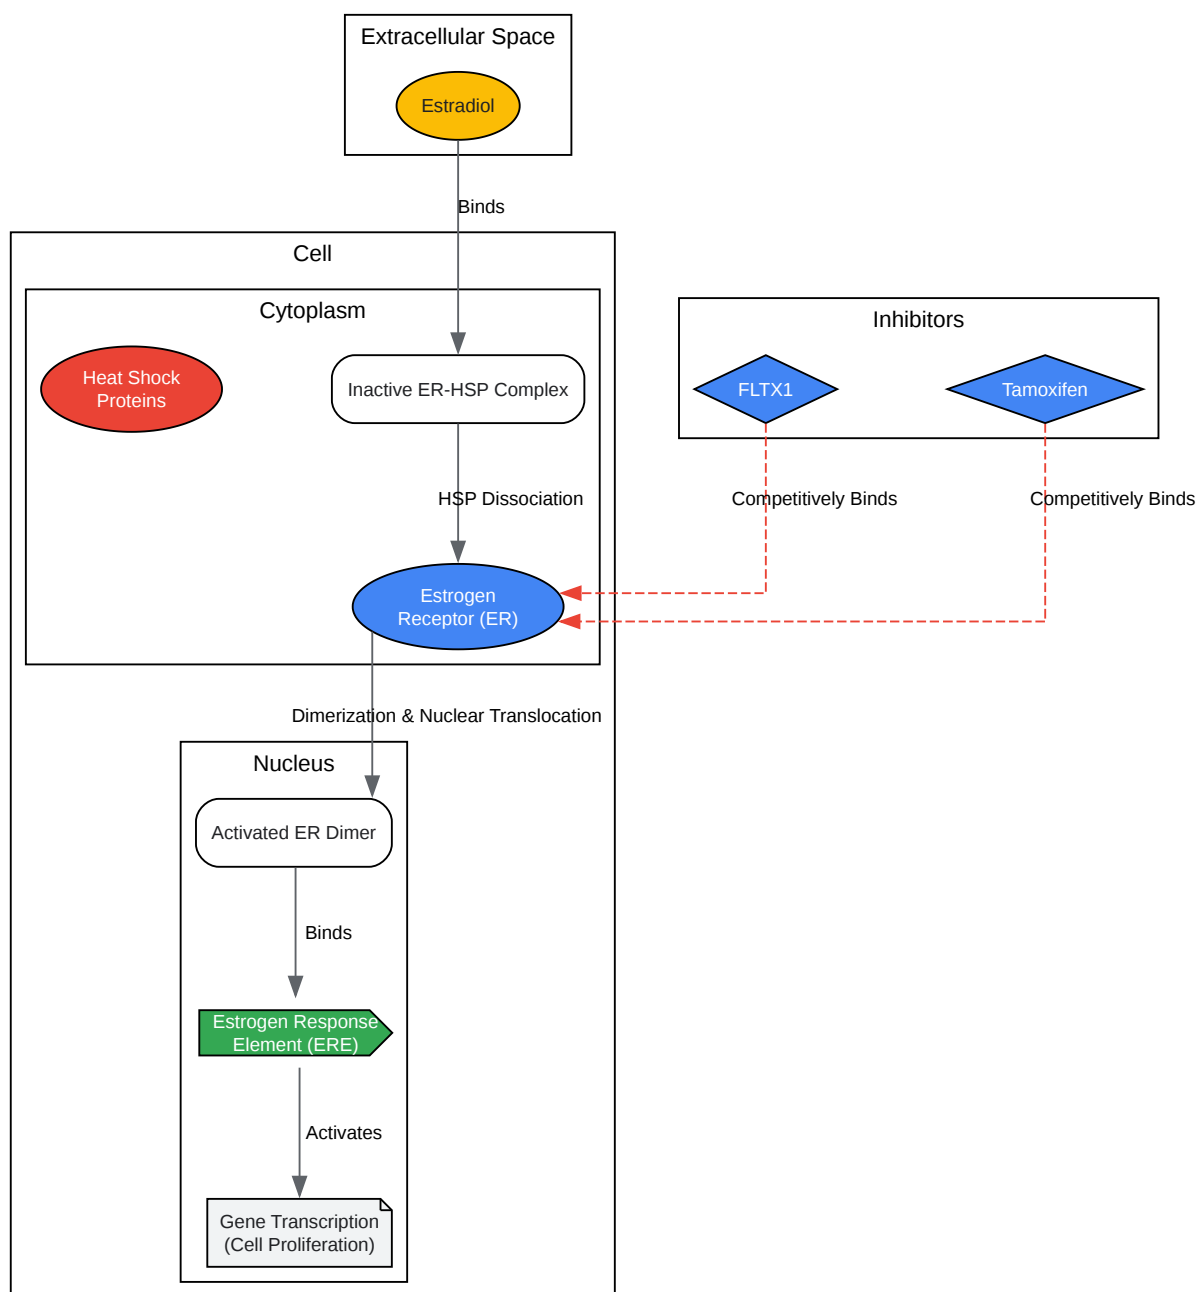 Extracellular Space
Estradiol
Binds
Cell
Cytoplasm
Heat Shock
Proteins
Inactive ER-HSP Complex
Inhibitors
FLTX1
Tamoxifen
HSP Dissociation
Competitively Binds
Competitively Binds
Estrogen
Receptor (ER)
Dimerization & Nuclear Translocation
Nucleus
Activated ER Dimer
Binds
Estrogen Response
Element (ERE)
Activates
Gene Transcription
(Cell Proliferation)